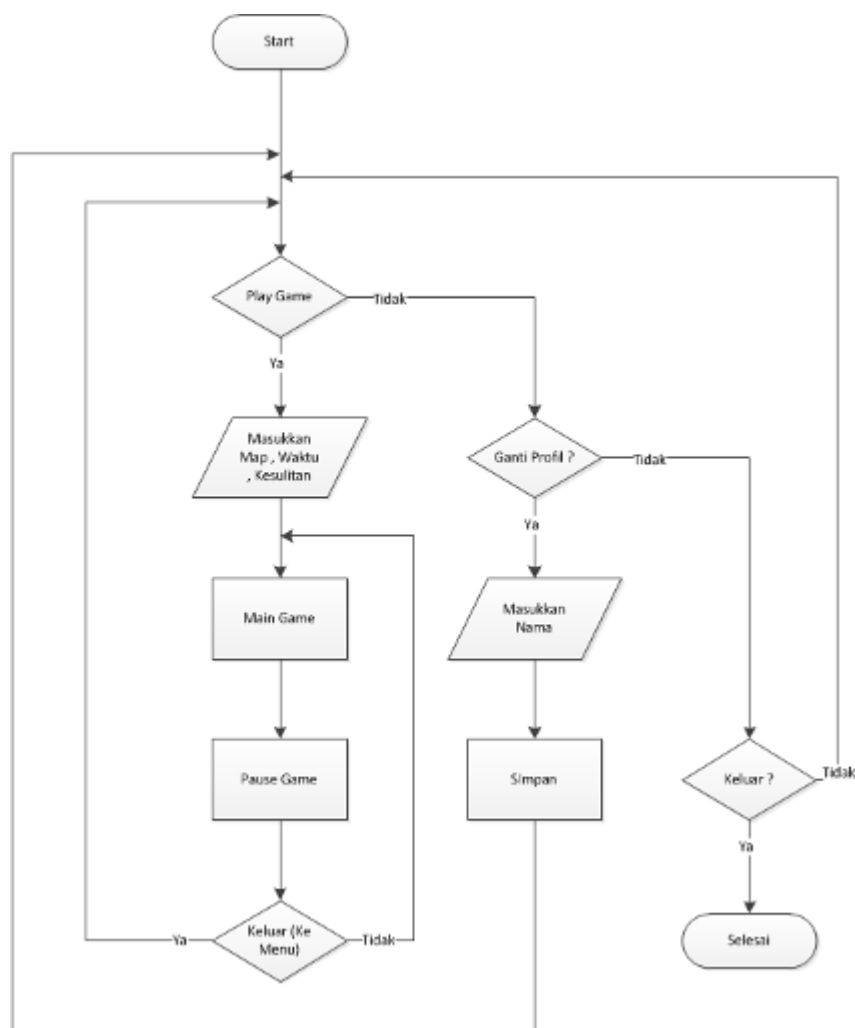 Start
Play Game
Tidak
Ya
Masukkan
Map , Waktu
, Kesulitan
Main Game
Pause Game
Keluar (Ke
Menu)
Ya
Tidak
Ganti Profil ?
Tidak
Ya
Masukkan
Nama
Simpan
Keluar ?
Tidak
Ya
Selesai